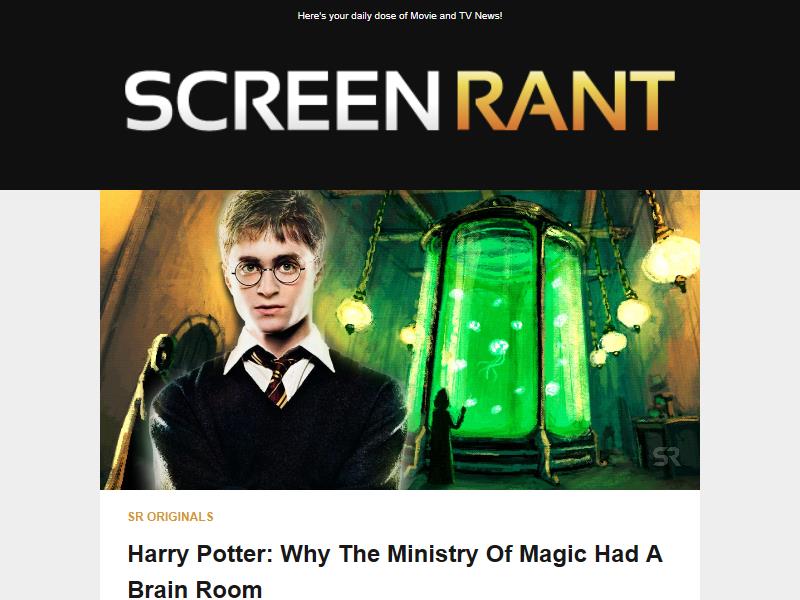 Here's your daily dose of Movie and TV News!
SCREEN RANT
SR
SR ORIGINALS
Harry Potter: Why The Ministry Of Magic Had A
Brain Room